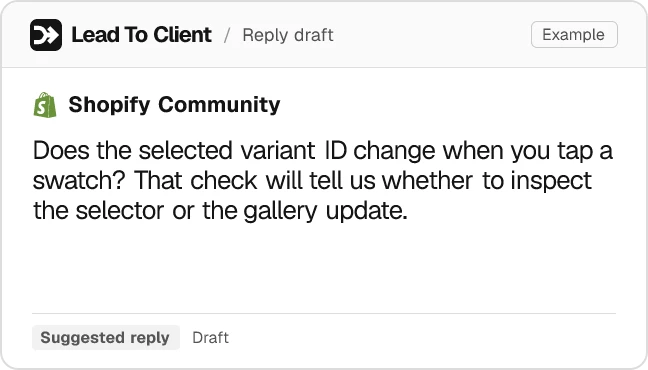 Lead To Client / Reply draft Example
Shopify Community
Does the selected variant ID change when you tap a
swatch? That check will tell us whether to inspect
the selector or the gallery update.
Suggested reply Draft